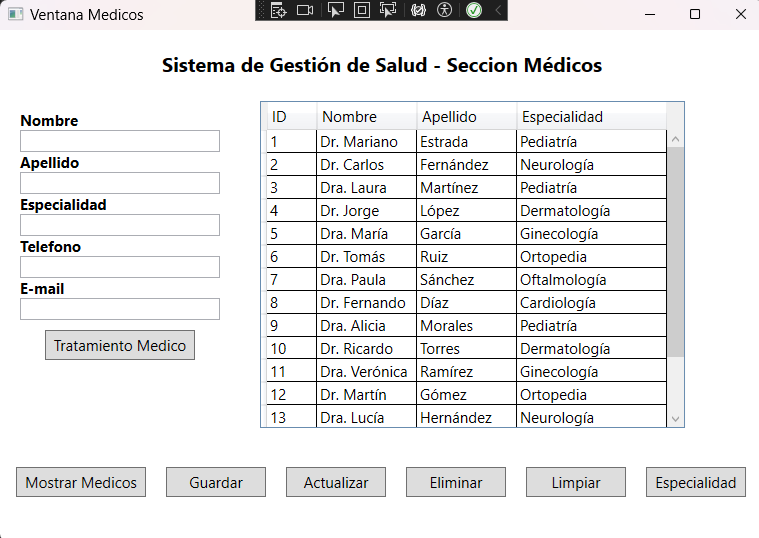 Ventana Medicos
Sistema de Gestión de Salud - Seccion Médicos
Nombre
Apellido
Especialidad
Telefono
E-mail
Tratamiento Medico
ID Nombre Apellido Especialidad
1 Dr. Mariano Estrada Pediatría
2 Dr. Carlos Fernández Neurología
3 Dra. Laura Martínez Pediatría
4 Dr. Jorge López Dermatología
5 Dra. María García Ginecología
6 Dr. Tomás Ruiz Ortopedia
7 Dra. Paula Sánchez Oftalmología
8 Dr. Fernando Díaz Cardiología
9 Dra. Alicia Morales Pediatría
10 Dr. Ricardo Torres Dermatología
11 Dra. Verónica Ramírez Ginecología
12 Dr. Martín Gómez Ortopedia
13 Dra. Lucía Hernández Neurología
Mostrar Medicos Guardar Actualizar Eliminar Limpiar Especialidad